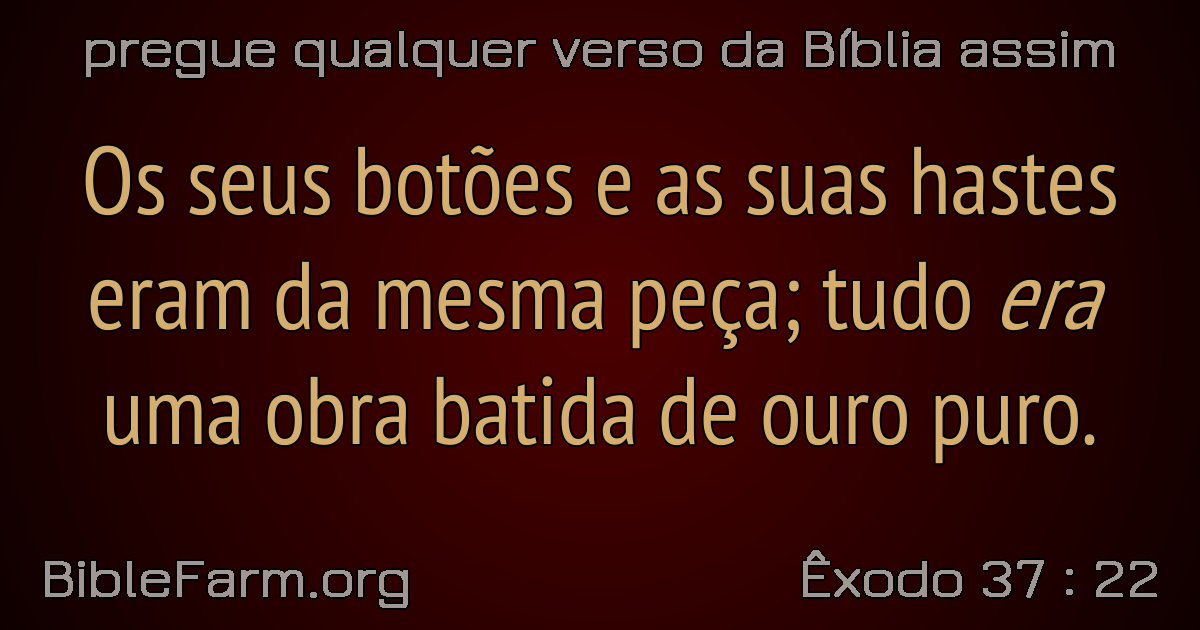 pregue qualquer verso da Bíblia assim
Os seus botões e as suas hastes
eram da mesma peça; tudo era
uma obra batida de ouro puro.
BibleFarm.org
Êxodo 37 : 22